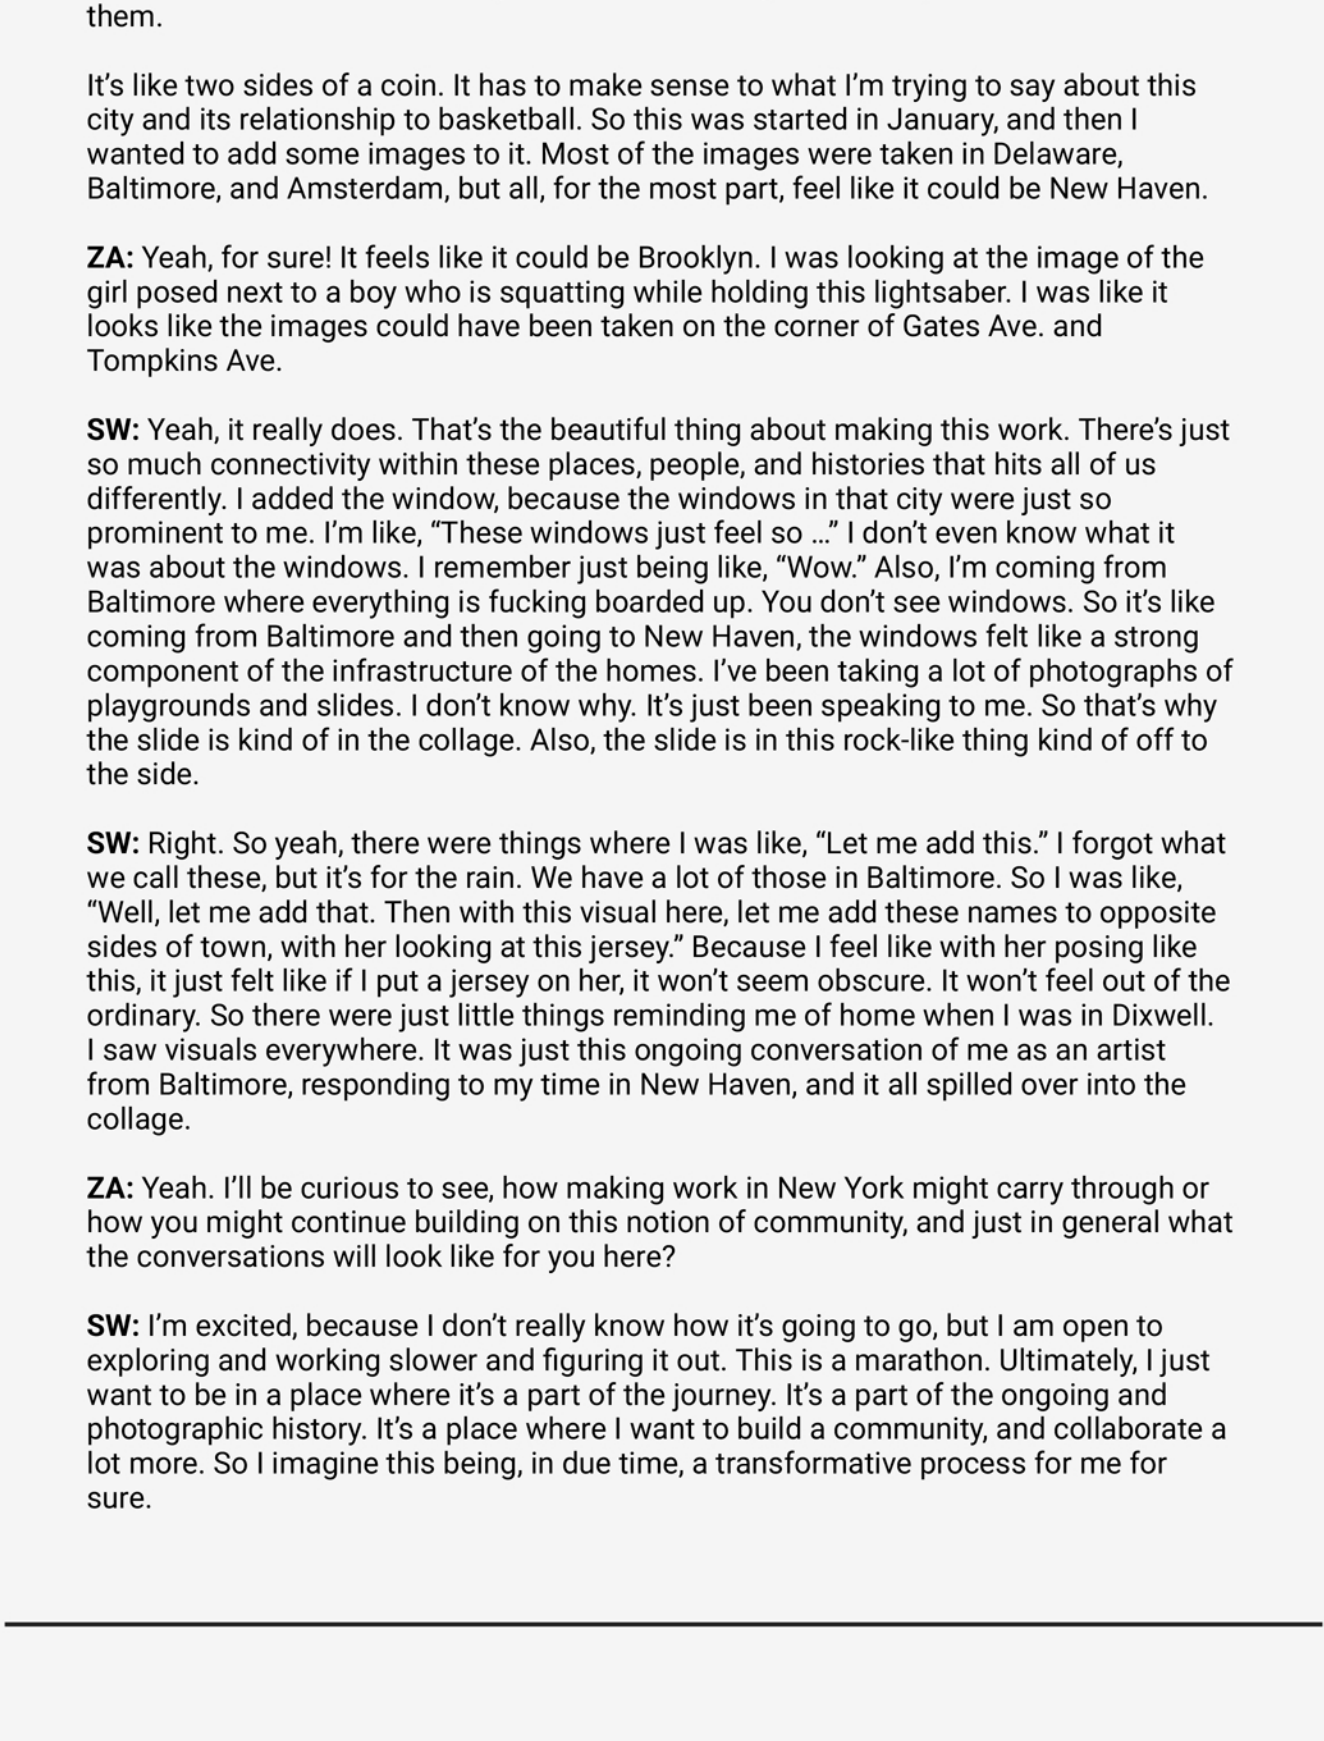 them.
It’s like two sides of a coin. It has to make sense to what I’m trying to say about this
city and its relationship to basketball. So this was started in January, and then I
wanted to add some images to it. Most of the images were taken in Delaware,
Baltimore, and Amsterdam, but all, for the most part, feel like it could be New Haven.
ZA: Yeah, for sure! It feels like it could be Brooklyn. I was looking at the image of the
girl posed next to a boy who is squatting while holding this lightsaber. I was like it
looks like the images could have been taken on the corner of Gates Ave. and
Tompkins Ave.
SW: Yeah, it really does. That’s the beautiful thing about making this work. There’s just
so much connectivity within these places, people, and histories that hits all of us
differently. I added the window, because the windows in that city were just so
prominent to me. I’m like, “These windows just feel so …” I don’t even know what it
was about the windows. I remember just being like, “Wow.” Also, I’m coming from
Baltimore where everything is fucking boarded up. You don’t see windows. So it’s like
coming from Baltimore and then going to New Haven, the windows felt like a strong
component of the infrastructure of the homes. I’ve been taking a lot of photographs of
playgrounds and slides. I don’t know why. It’s just been speaking to me. So that’s why
the slide is kind of in the collage. Also, the slide is in this rock-like thing kind of off to
the side.
SW: Right. So yeah, there were things where I was like, “Let me add this.” I forgot what
we call these, but it’s for the rain. We have a lot of those in Baltimore. So I was like,
“Well, let me add that. Then with this visual here, let me add these names to opposite
sides of town, with her looking at this jersey.” Because I feel like with her posing like
this, it just felt like if I put a jersey on her, it won’t seem obscure. It won’t feel out of the
ordinary. So there were just little things reminding me of home when I was in Dixwell.
I saw visuals everywhere. It was just this ongoing conversation of me as an artist
from Baltimore, responding to my time in New Haven, and it all spilled over into the
collage.
ZA: Yeah. I’ll be curious to see, how making work in New York might carry through or
how you might continue building on this notion of community, and just in general what
the conversations will look like for you here?
SW: I’m excited, because I don’t really know how it’s going to go, but I am open to
exploring and working slower and figuring it out. This is a marathon. Ultimately, I just
want to be in a place where it’s a part of the journey. It’s a part of the ongoing and
photographic history. It’s a place where I want to build a community, and collaborate a
lot more. So I imagine this being, in due time, a transformative process for me for
sure.